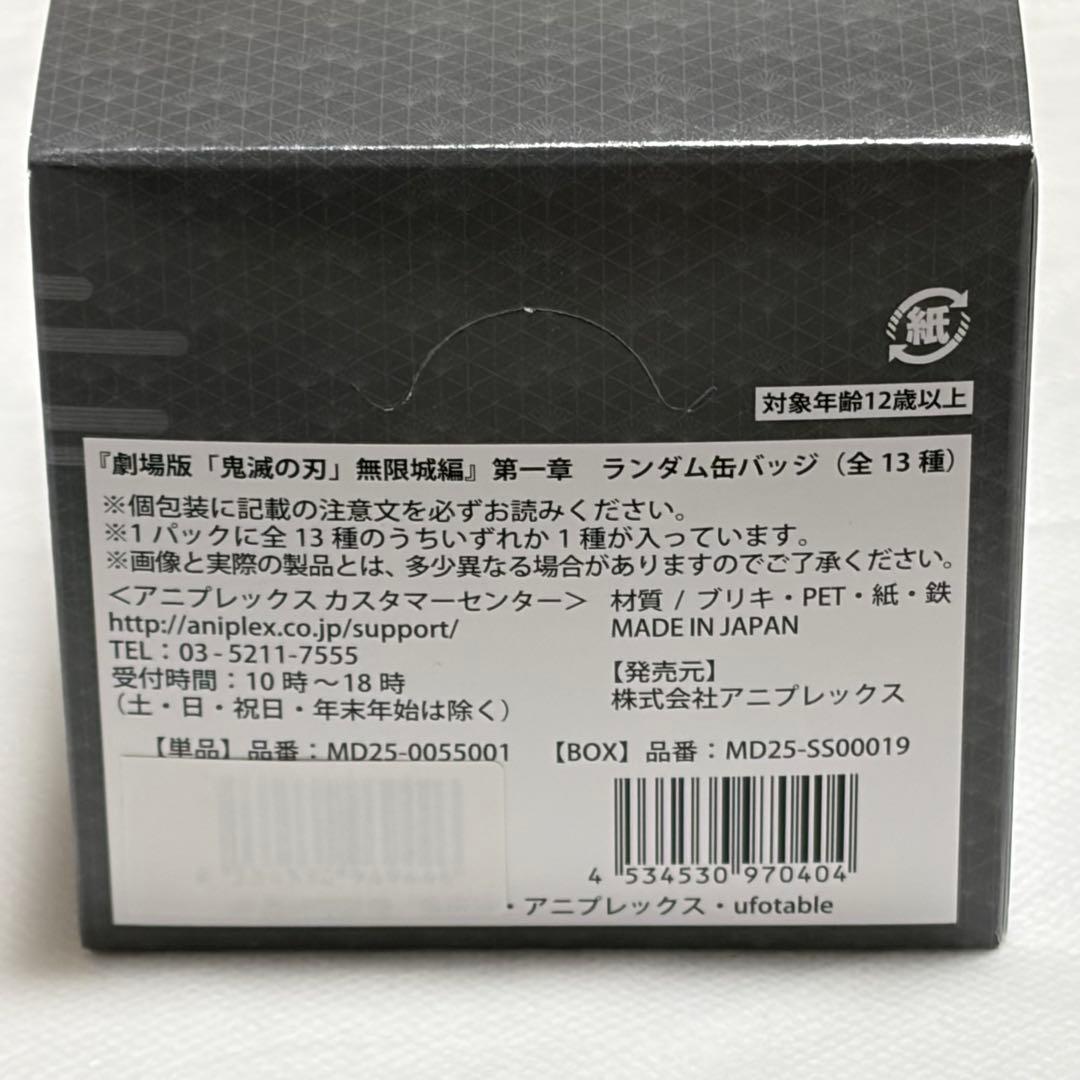 紙
対象年齢12歳以上
『劇場版「鬼滅の刃」無限城編』第一章　ランダム缶バッジ（全13種）
※個包装に記載の注意文を必ずお読みください。
※1パックに全13種のうちいずれか1種が入っています。
※画像と実際の製品とは、多少異なる場合がありますのでご了承ください。
＜アニプレックス カスタマーセンター＞
http://aniplex.co.jp/support/
TEL：03-5211-7555
受付時間：10時～18時
（土・日・祝日・年末年始は除く）
材質 / ブリキ・PET・紙・鉄
MADE IN JAPAN
【発売元】
株式会社アニプレックス
【単品】品番：MD25-0055001
【BOX】品番：MD25-SS00019
4 534530 970404
・アニプレックス・ufotable